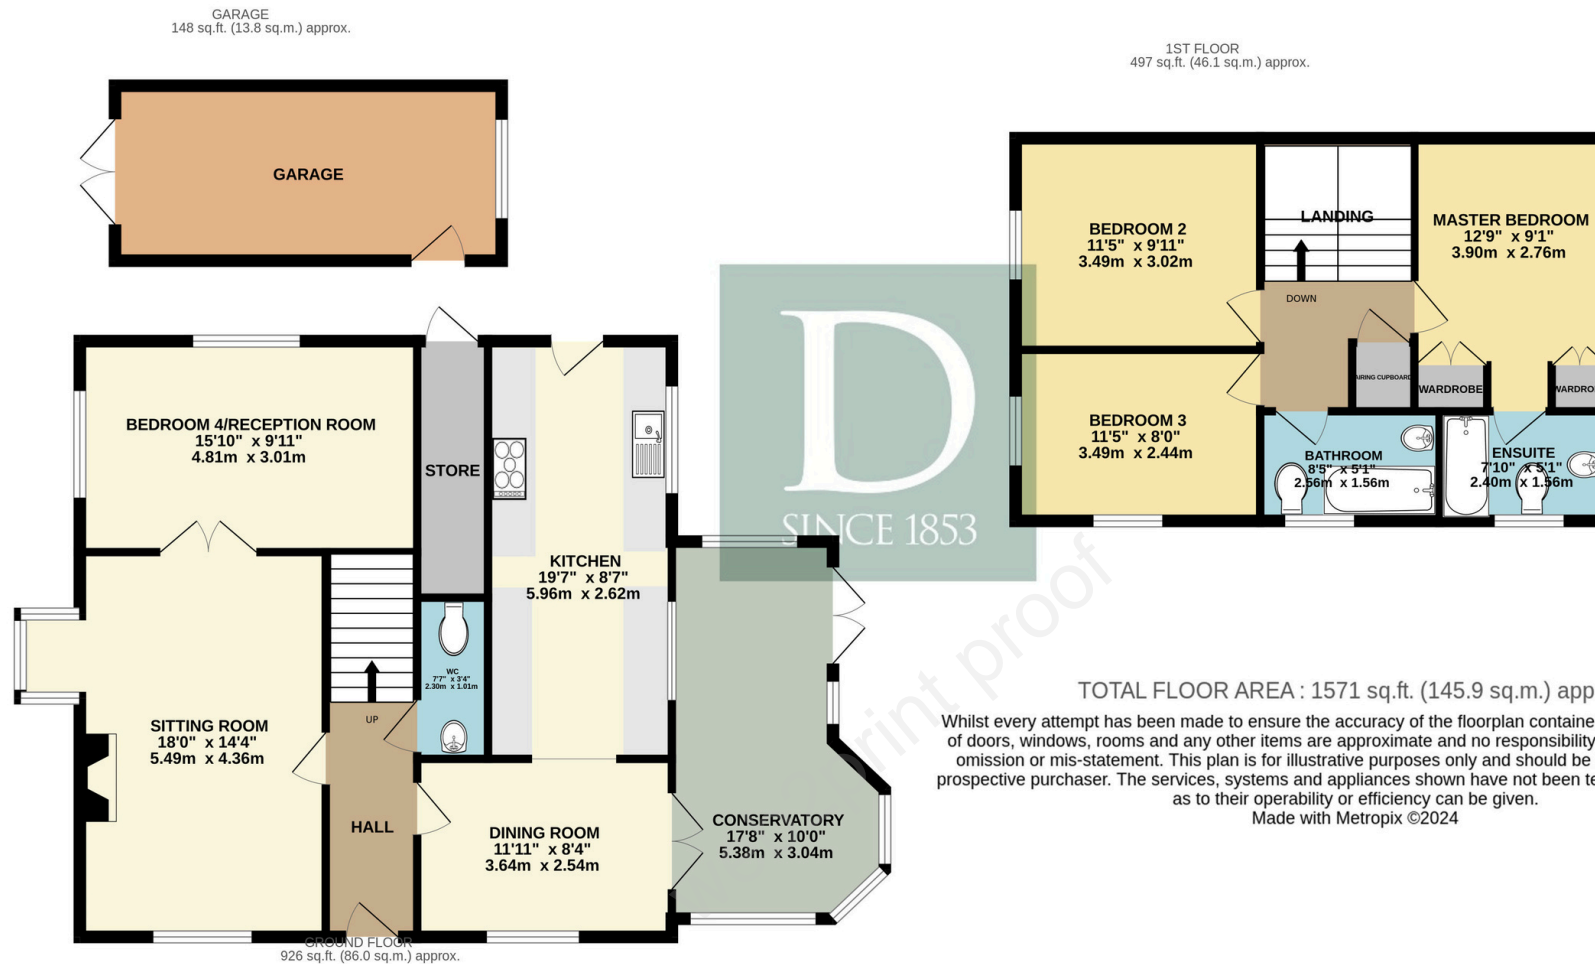 GARAGE
148 sq.ft. (13.8 sq.m.) approx.
1ST FLOOR
497 sq.ft. (46.1 sq.m.) approx.
GARAGE
BEDROOM 2
11'5" x 9'11"
3.49m x 3.02m
LANDING
MASTER BEDROOM
12'9" x 9'1"
3.90m x 2.76m
DOWN
BEDROOM 3
11'5" x 8'0"
3.49m x 2.44m
AIRING CUPBOARD
WARDROBE
WARDRO
BATHROOM
8'5" x 5'1"
2.56m x 1.56m
ENSUITE
7'10" x 5'1"
2.40m x 1.56m
BEDROOM 4/RECEPTION ROOM
15'10" x 9'11"
4.81m x 3.01m
STORE
KITCHEN
19'7" x 8'7"
5.96m x 2.62m
D
SINCE 1853
WC
7'7" x 3'4"
2.30m x 1.01m
UP
SITTING ROOM
18'0" x 14'4"
5.49m x 4.36m
HALL
DINING ROOM
11'11" x 8'4"
3.64m x 2.54m
CONSERVATORY
17'8" x 10'0"
5.38m x 3.04m
print proof
GROUND FLOOR
926 sq.ft. (86.0 sq.m.) approx.
TOTAL FLOOR AREA : 1571 sq.ft. (145.9 sq.m.) app
Whilst every attempt has been made to ensure the accuracy of the floorplan containe
of doors, windows, rooms and any other items are approximate and no responsibility
omission or mis-statement. This plan is for illustrative purposes only and should be
prospective purchaser. The services, systems and appliances shown have not been te
as to their operability or efficiency can be given.
Made with Metropix ©2024